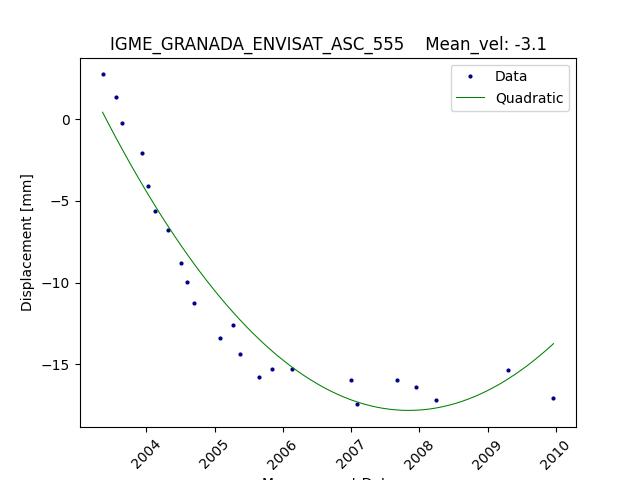 IGME_GRANADA_ENVISAT_ASC_555 Mean_vel: -3.1
Data
Quadratic
0
−5
−10
−15
Displacement [mm]
2004
2005
2006
2007
2008
2009
2010